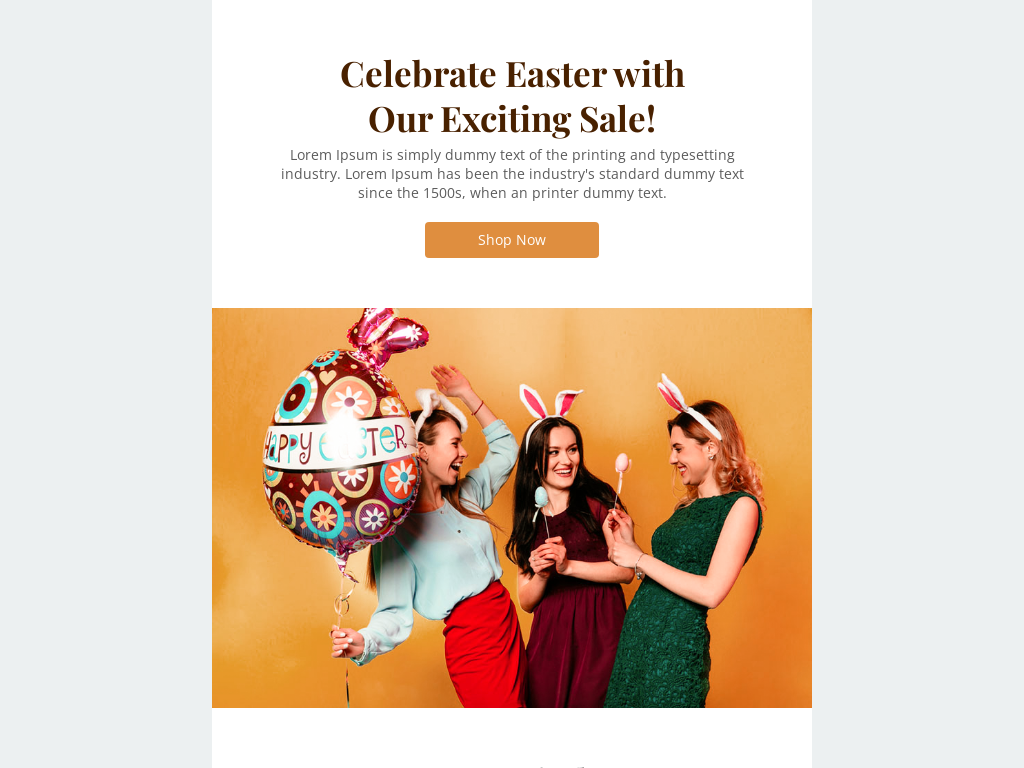 Celebrate Easter with
Our Exciting Sale!
Lorem Ipsum is simply dummy text of the printing and typesetting
industry. Lorem Ipsum has been the industry's standard dummy text
since the 1500s, when an printer dummy text.
Shop Now
HAPPY EASTER